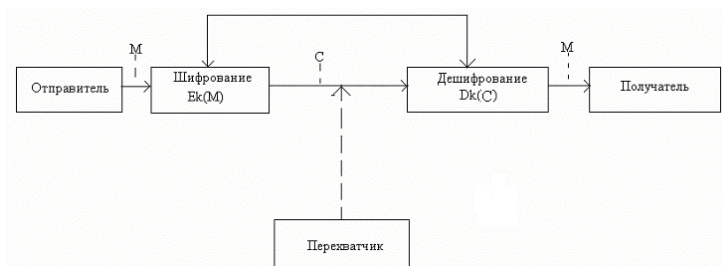 M
C
M
Отправитель
Шифрование
Ek(M)
Дешифрование
Dk(C)
Получатель
Перехватчик